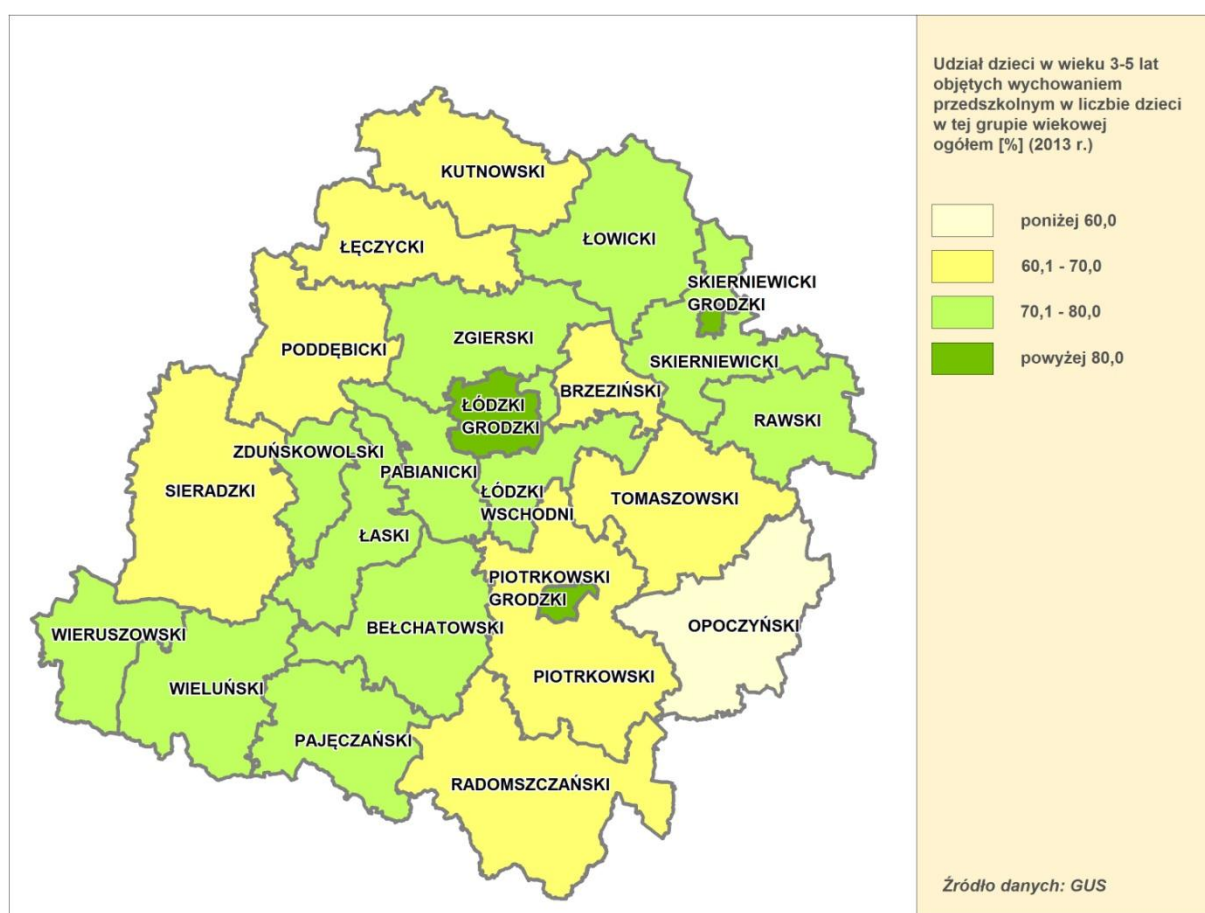 Udział dzieci w wieku 3-5 lat
objętych wychowaniem
przedszkolnym w liczbie dzieci
w tej grupie wiekowej
ogółem [%] (2013 r.)
poniżej 60,0
60,1 - 70,0
70,1 - 80,0
powyżej 80,0
KUTNOWSKI
ŁĘCZYCKI
ŁOWICKI
SKIERNIEWICKI
GRODZKI
PODDĘBICKI
ZGIERSKI
SKIERNIEWICKI
BRZEZIŃSKI
ŁÓDZKI
GRODZKI
RAWSKI
ZDUŃSKOWOLSKI
PABIANICKI
SIERADZKI
ŁÓDZKI
WSCHODNI
TOMASZOWSKI
ŁASKI
PIOTRKOWSKI
GRODZKI
OPOCZYŃSKI
WIERUSZOWSKI
BEŁCHATOWSKI
WIELUŃSKI
PIOTRKOWSKI
PAJĘCZAŃSKI
RADOMSZCZAŃSKI
Źródło danych: GUS